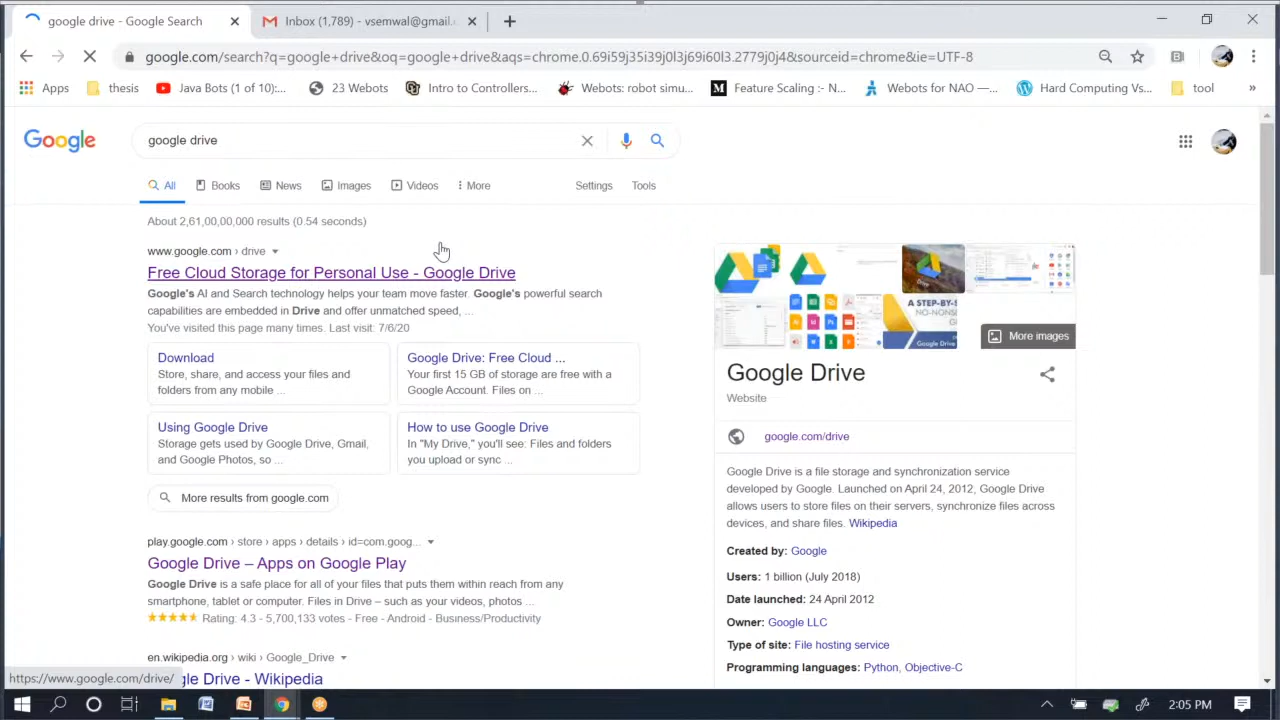 google drive - Google Search
Inbox (1,789) - vsemwal@gmail.c
google.com/search?q=google+drive&oq=google+drive&aqs=chrome.0.69i59j35i39j0l3j69i60l3.2779j0j4&sourceid=chrome&ie=UTF-8
Apps
thesis
Java Bots (1 of 10):...
23 Webots
Intro to Controllers...
Webots: robot simu...
Feature Scaling :- N...
Webots for NAO —...
Hard Computing Vs...
tool
»
Google
google drive
All
Books
News
Images
Videos
More
Settings
Tools
About 2,61,00,00,000 results (0.54 seconds)
www.google.com › drive
Free Cloud Storage for Personal Use - Google Drive
Google's AI and Search technology helps your team move faster. Google's powerful search
capabilities are embedded in Drive and offer unmatched speed, ...
You've visited this page many times. Last visit: 7/6/20
Download
Store, share, and access your files and
folders from any mobile ...
Google Drive: Free Cloud ...
Your first 15 GB of storage are free with a
Google Account. Files on ...
Using Google Drive
Storage gets used by Google Drive, Gmail,
and Google Photos, so ...
How to use Google Drive
In "My Drive," you'll see: Files and folders
you upload or sync ...
More results from google.com
play.google.com › store › apps › details › id=com.goog...
Google Drive – Apps on Google Play
Google Drive is a safe place for all of your files that puts them within reach from any
smartphone, tablet or computer. Files in Drive – such as your videos, photos ...
Rating: 4.3 - 5,700,133 votes - Free - Android - Business/Productivity
en.wikipedia.org › wiki › Google_Drive
gle Drive - Wikipedia
https://www.google.com/drive/
A STEP-BY-S
NO-NONSE
Google Drive
More images
Google Drive
Website
google.com/drive
Google Drive is a file storage and synchronization service
developed by Google. Launched on April 24, 2012, Google Drive
allows users to store files on their servers, synchronize files across
devices, and share files. Wikipedia
Created by: Google
Users: 1 billion (July 2018)
Date launched: 24 April 2012
Owner: Google LLC
Type of site: File hosting service
Programming languages: Python, Objective-C
2:05 PM